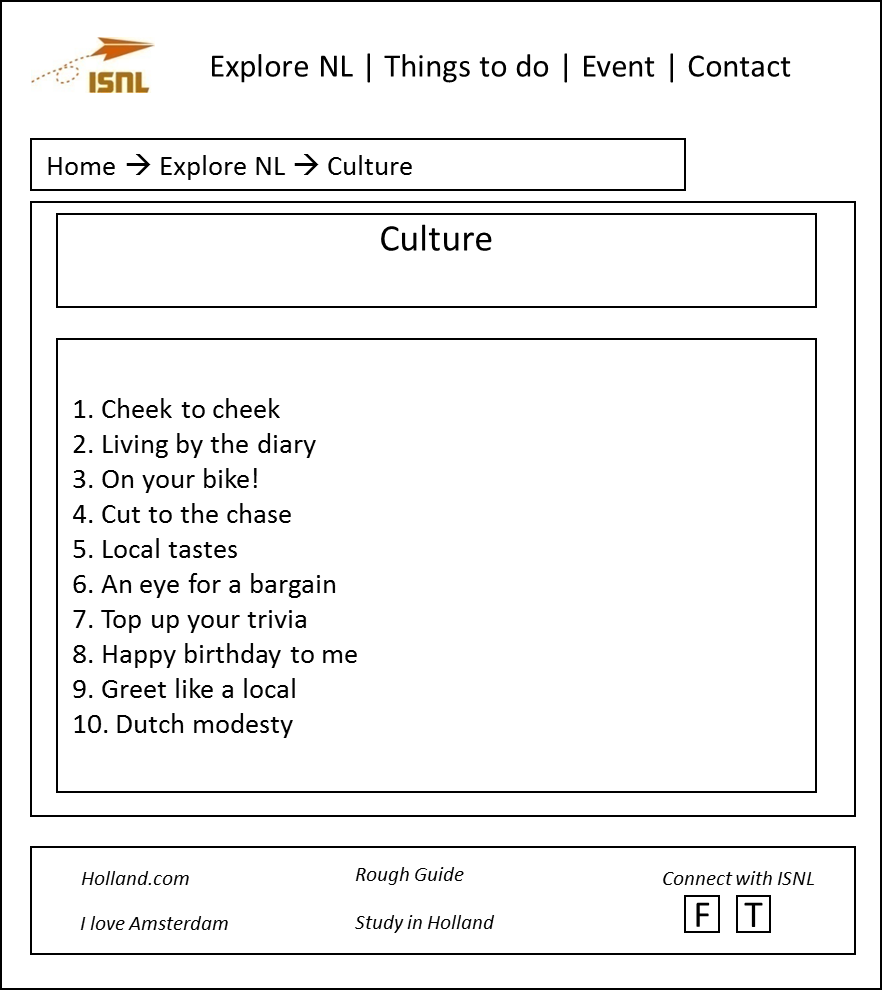 ISNL
Explore NL | Things to do | Event | Contact
Home → Explore NL → Culture
Culture
1. Cheek to cheek
2. Living by the diary
3. On your bike!
4. Cut to the chase
5. Local tastes
6. An eye for a bargain
7. Top up your trivia
8. Happy birthday to me
9. Greet like a local
10. Dutch modesty
Holland.com
Rough Guide
Connect with ISNL
I love Amsterdam
Study in Holland
F T